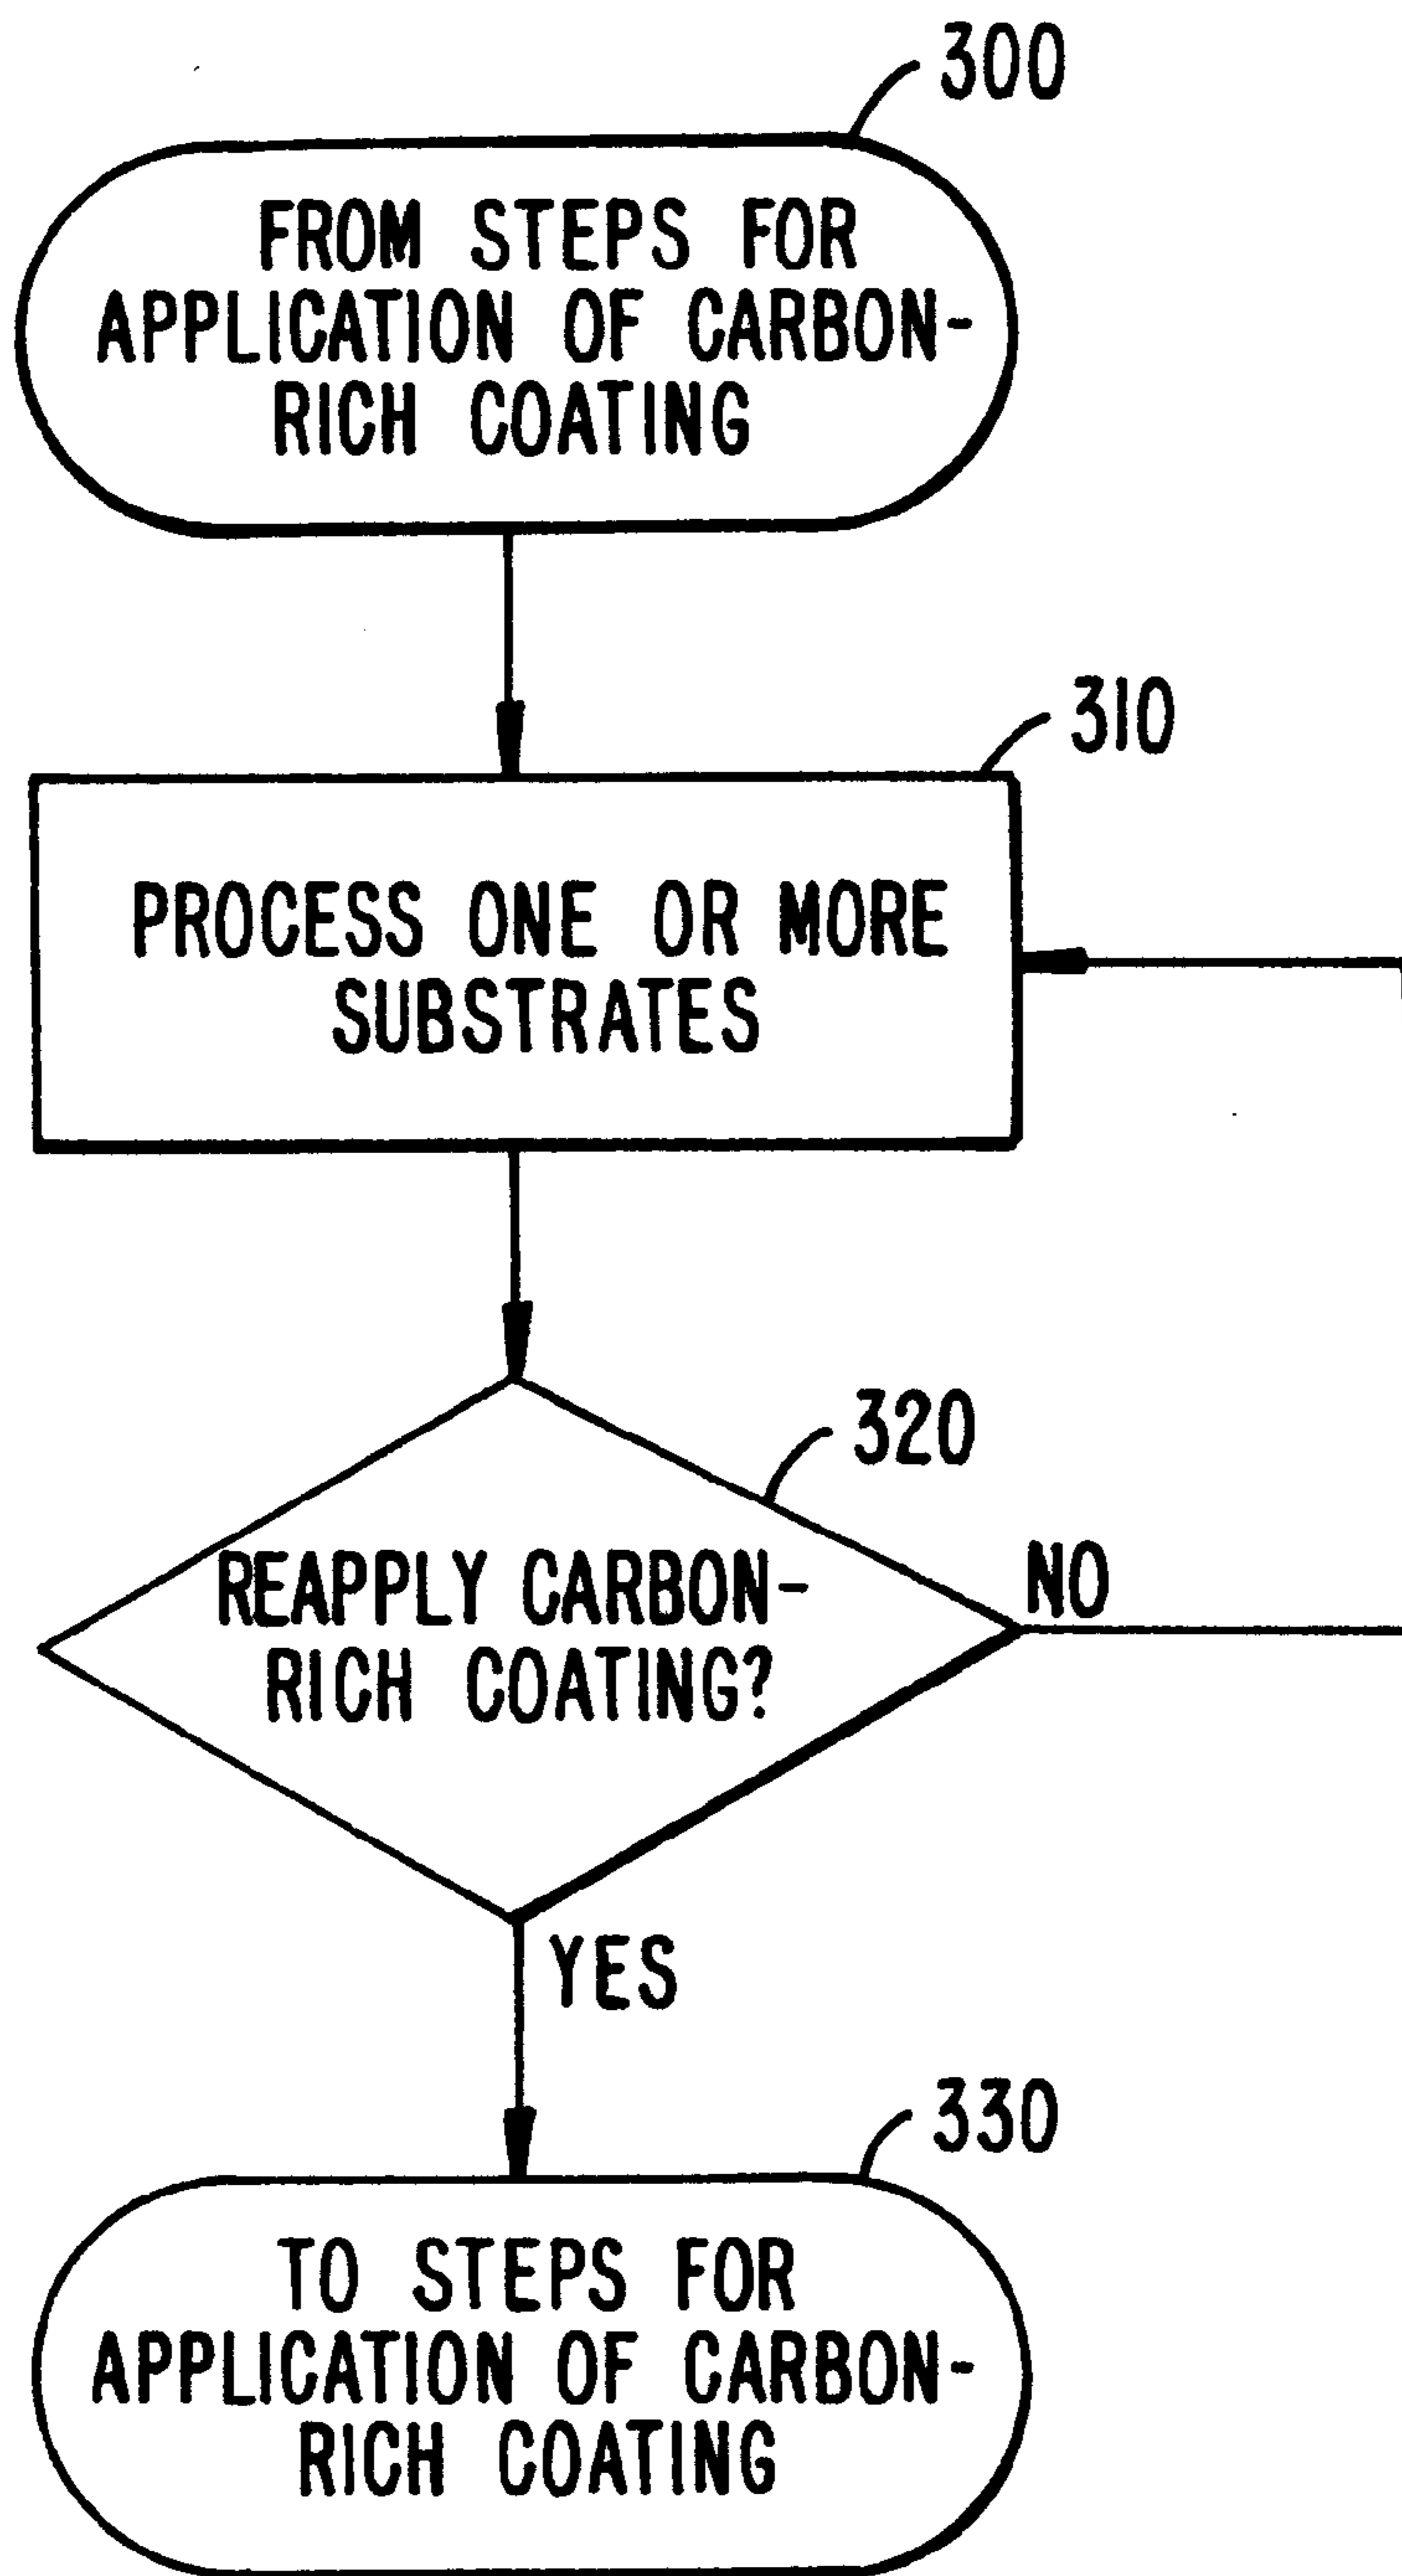 300
FROM STEPS FOR
APPLICATION OF CARBON-
RICH COATING
310
PROCESS ONE OR MORE
SUBSTRATES
320
REAPPLY CARBON-
RICH COATING?
NO
YES
330
TO STEPS FOR
APPLICATION OF CARBON-
RICH COATING